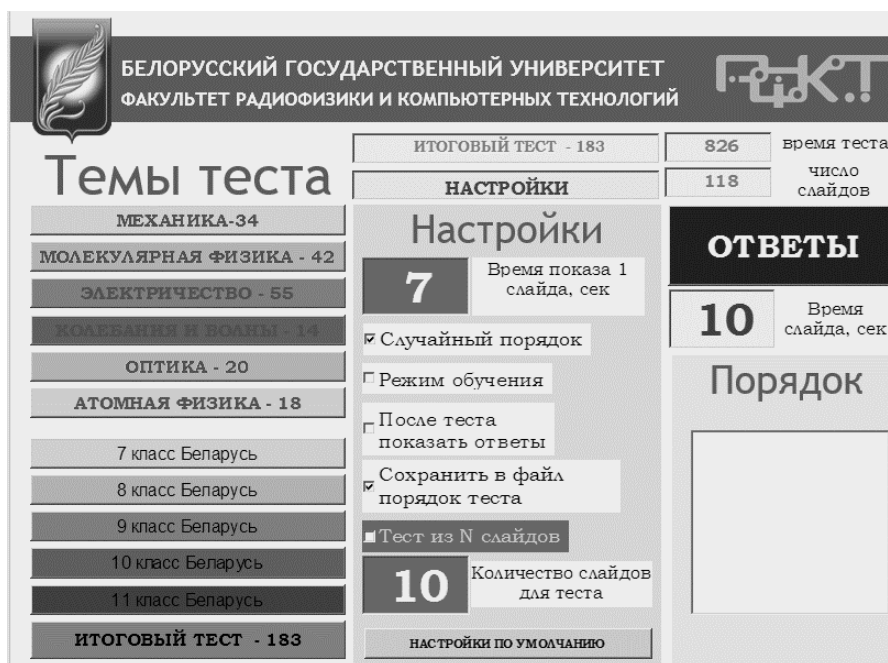 БЕЛОРУССКИЙ ГОСУДАРСТВЕННЫЙ УНИВЕРСИТЕТ
ФАКУЛЬТЕТ РАДИОФИЗИКИ И КОМПЬЮТЕРНЫХ ТЕХНОЛОГИЙ
РФиКТ
Темы теста
МЕХАНИКА-34
МОЛЕКУЛЯРНАЯ ФИЗИКА - 42
ЭЛЕКТРИЧЕСТВО - 55
КОЛЕБАНИЯ И ВОЛНЫ - 14
ОПТИКА - 20
АТОМНАЯ ФИЗИКА - 18
7 класс Беларусь
8 класс Беларусь
9 класс Беларусь
10 класс Беларусь
11 класс Беларусь
ИТОГОВЫЙ ТЕСТ - 183
ИТОГОВЫЙ ТЕСТ - 183
НАСТРОЙКИ
Настройки
7
Время показа 1
слайда, сек
Случайный порядок
Режим обучения
После теста
показать ответы
Сохранить в файл
порядок теста
Тест из N слайдов
10
Количество слайдов
для теста
НАСТРОЙКИ ПО УМОЛЧАНИЮ
826
время теста
118
число
слайдов
ОТВЕТЫ
10
Время
слайда, сек
Порядок